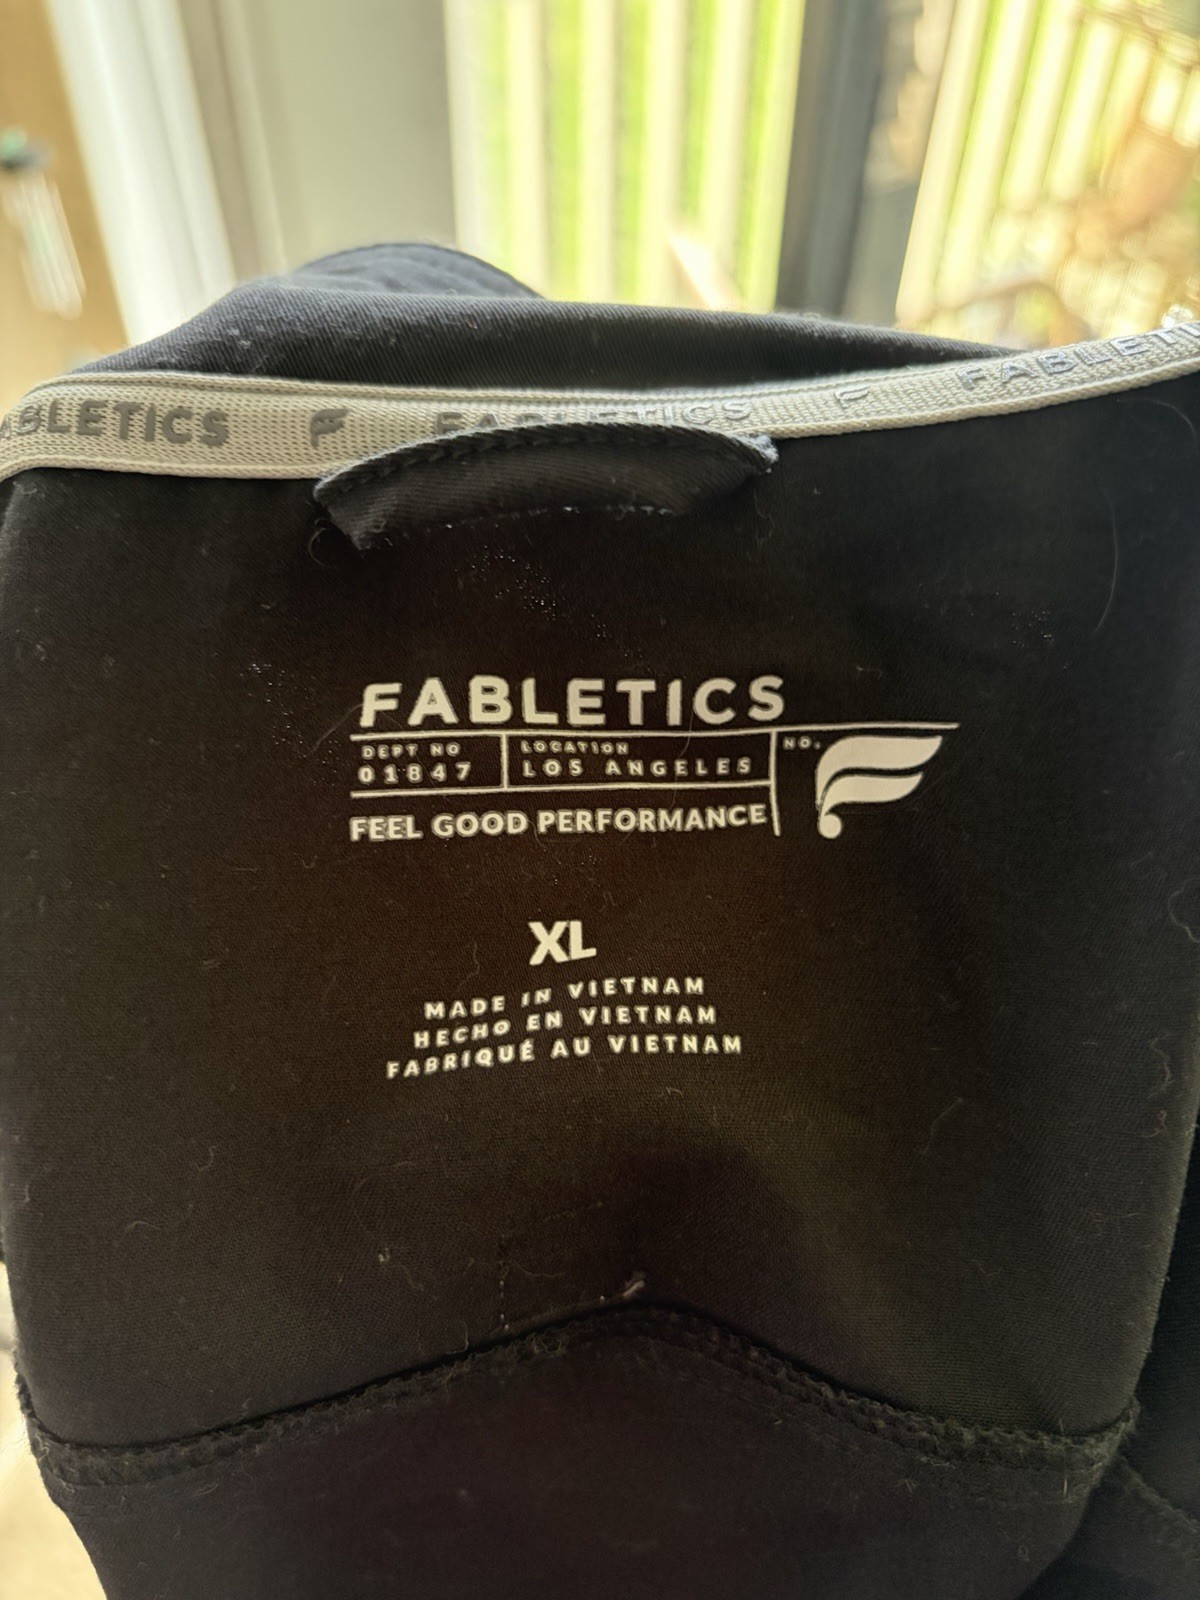 FABLETICS F FABLETICS F FABLETICS
FABLETICS
DEPT NO
01847
LOCATION
LOS ANGELES
NO.
FEEL GOOD PERFORMANCE
XL
MADE IN VIETNAM
HECHO EN VIETNAM
FABRIQUÉ AU VIETNAM